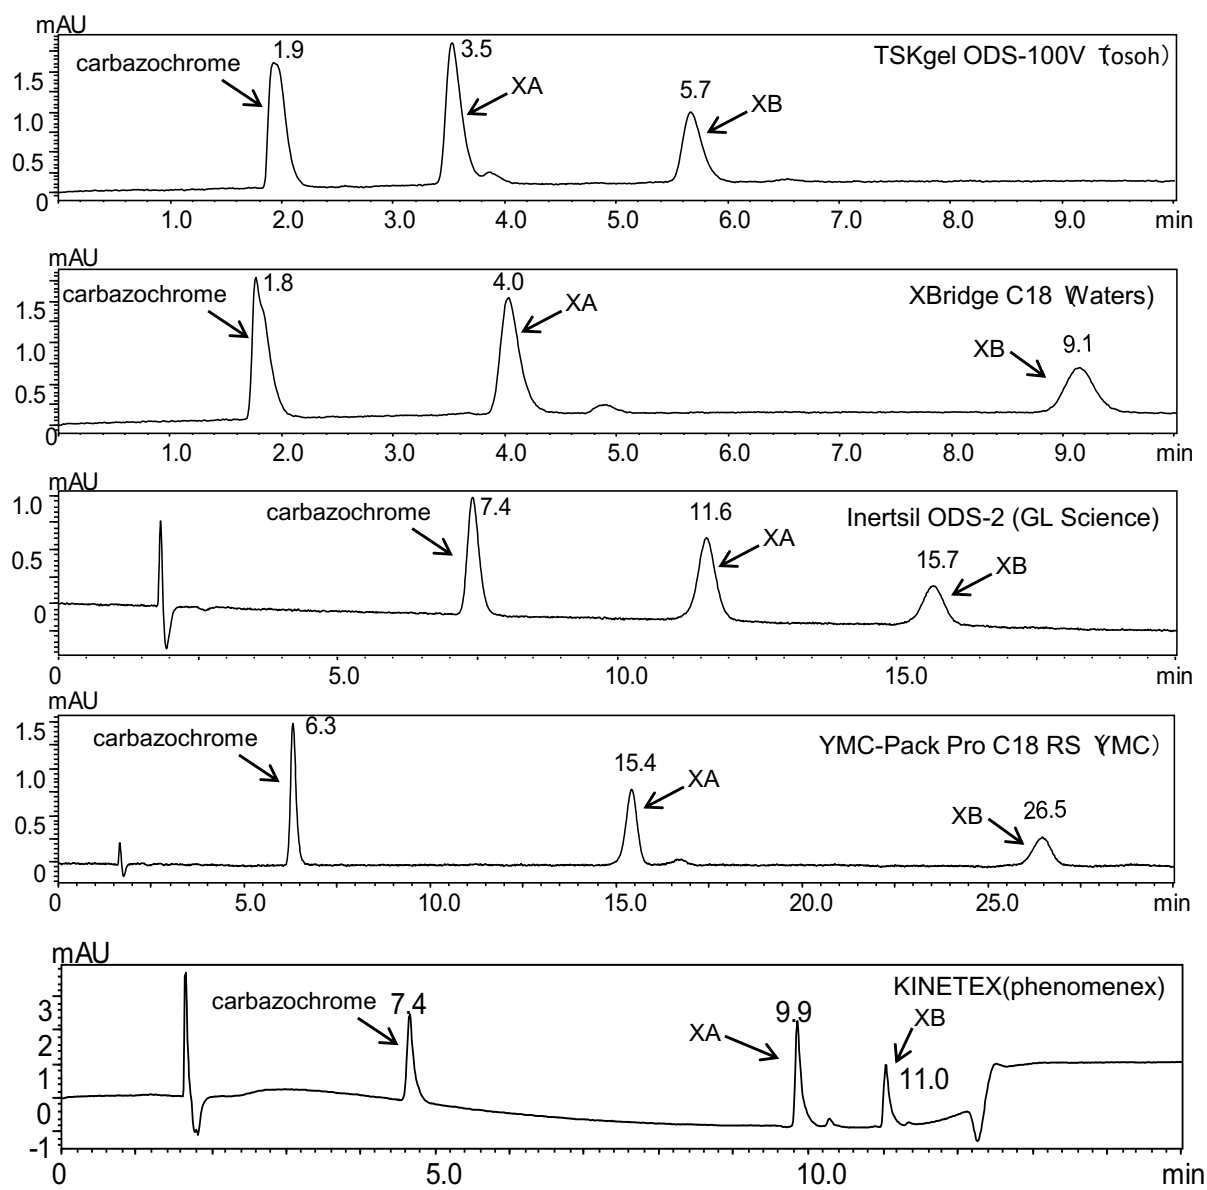 mAU
carbazochrome 1.9 3.5 TSKgel ODS-100V Tosoh)
XA 5.7 XB
1.5
1.0
0.5
0
1.0 2.0 3.0 4.0 5.0 6.0 7.0 8.0 9.0 min
mAU
carbazochrome 1.8 4.0 XA XBridge C18 Waters)
XB 9.1
1.5
1.0
0.5
0
1.0 2.0 3.0 4.0 5.0 6.0 7.0 8.0 9.0 min
mAU
carbazochrome 7.4 11.6 XA Inertsil ODS-2 (GL Science)
15.7 XB
1.0
0.5
0
0 5.0 10.0 15.0 min
mAU
carbazochrome 6.3 YMC-Pack Pro C18 RS YMC)
15.4 XA XB 26.5
1.5
1.0
0.5
0
0 5.0 10.0 15.0 20.0 25.0 min
mAU
carbazochrome 7.4 9.9 KINETEX(phenomenex)
XA XB
11.0
3
2
1
0
-1
0 5.0 10.0 min